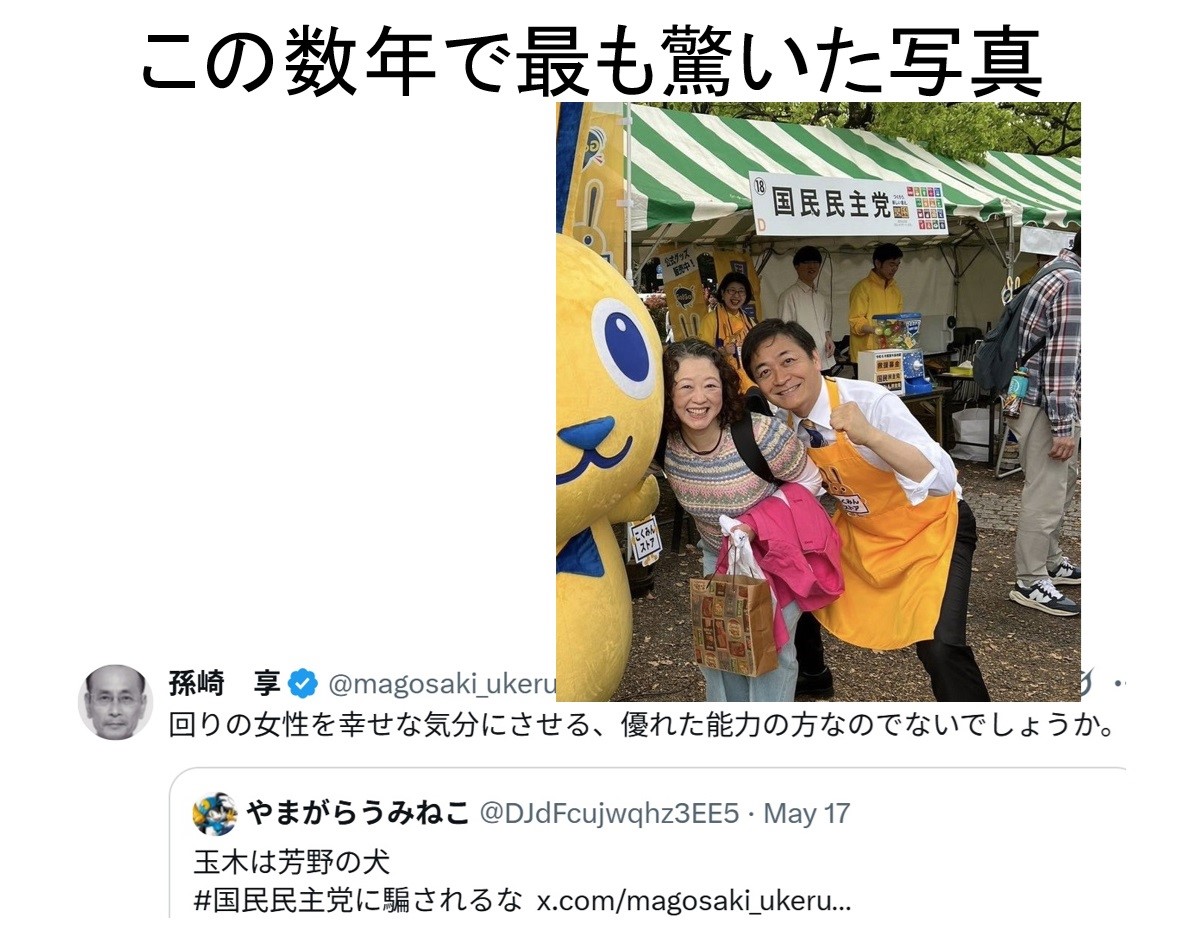 この数年で最も驚いた写真
⑱
国民民主党
D
公式グッズ
販売中!
国民民主党
こくみん
ストア
こくみん
ストア
孫崎 享 @magosaki_ukeru
回りの女性を幸せな気分にさせる、優れた能力の方なのでないでしょうか。
やまがらうみねこ @DJdFcujwqhz3EE5 · May 17
玉木は芳野の犬
#国民民主党に騙されるな x.com/magosaki_ukeru...